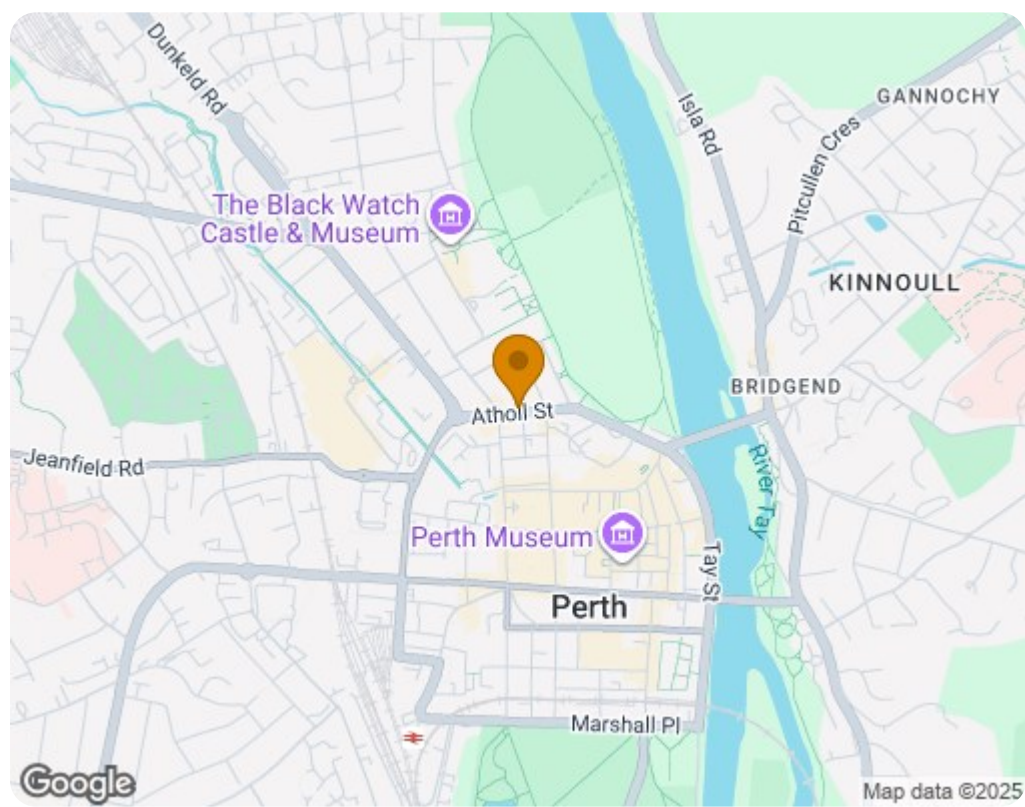 Dunkeld Rd
Isla Rd
GANNOCHY
Pitcullen Cres
The Black Watch
Castle & Museum
KINNOULL
BRIDGEND
Atholl St
Jeanfield Rd
River Tay
Perth Museum
Tay St
Perth
Marshall Pl
Google
Map data ©2025